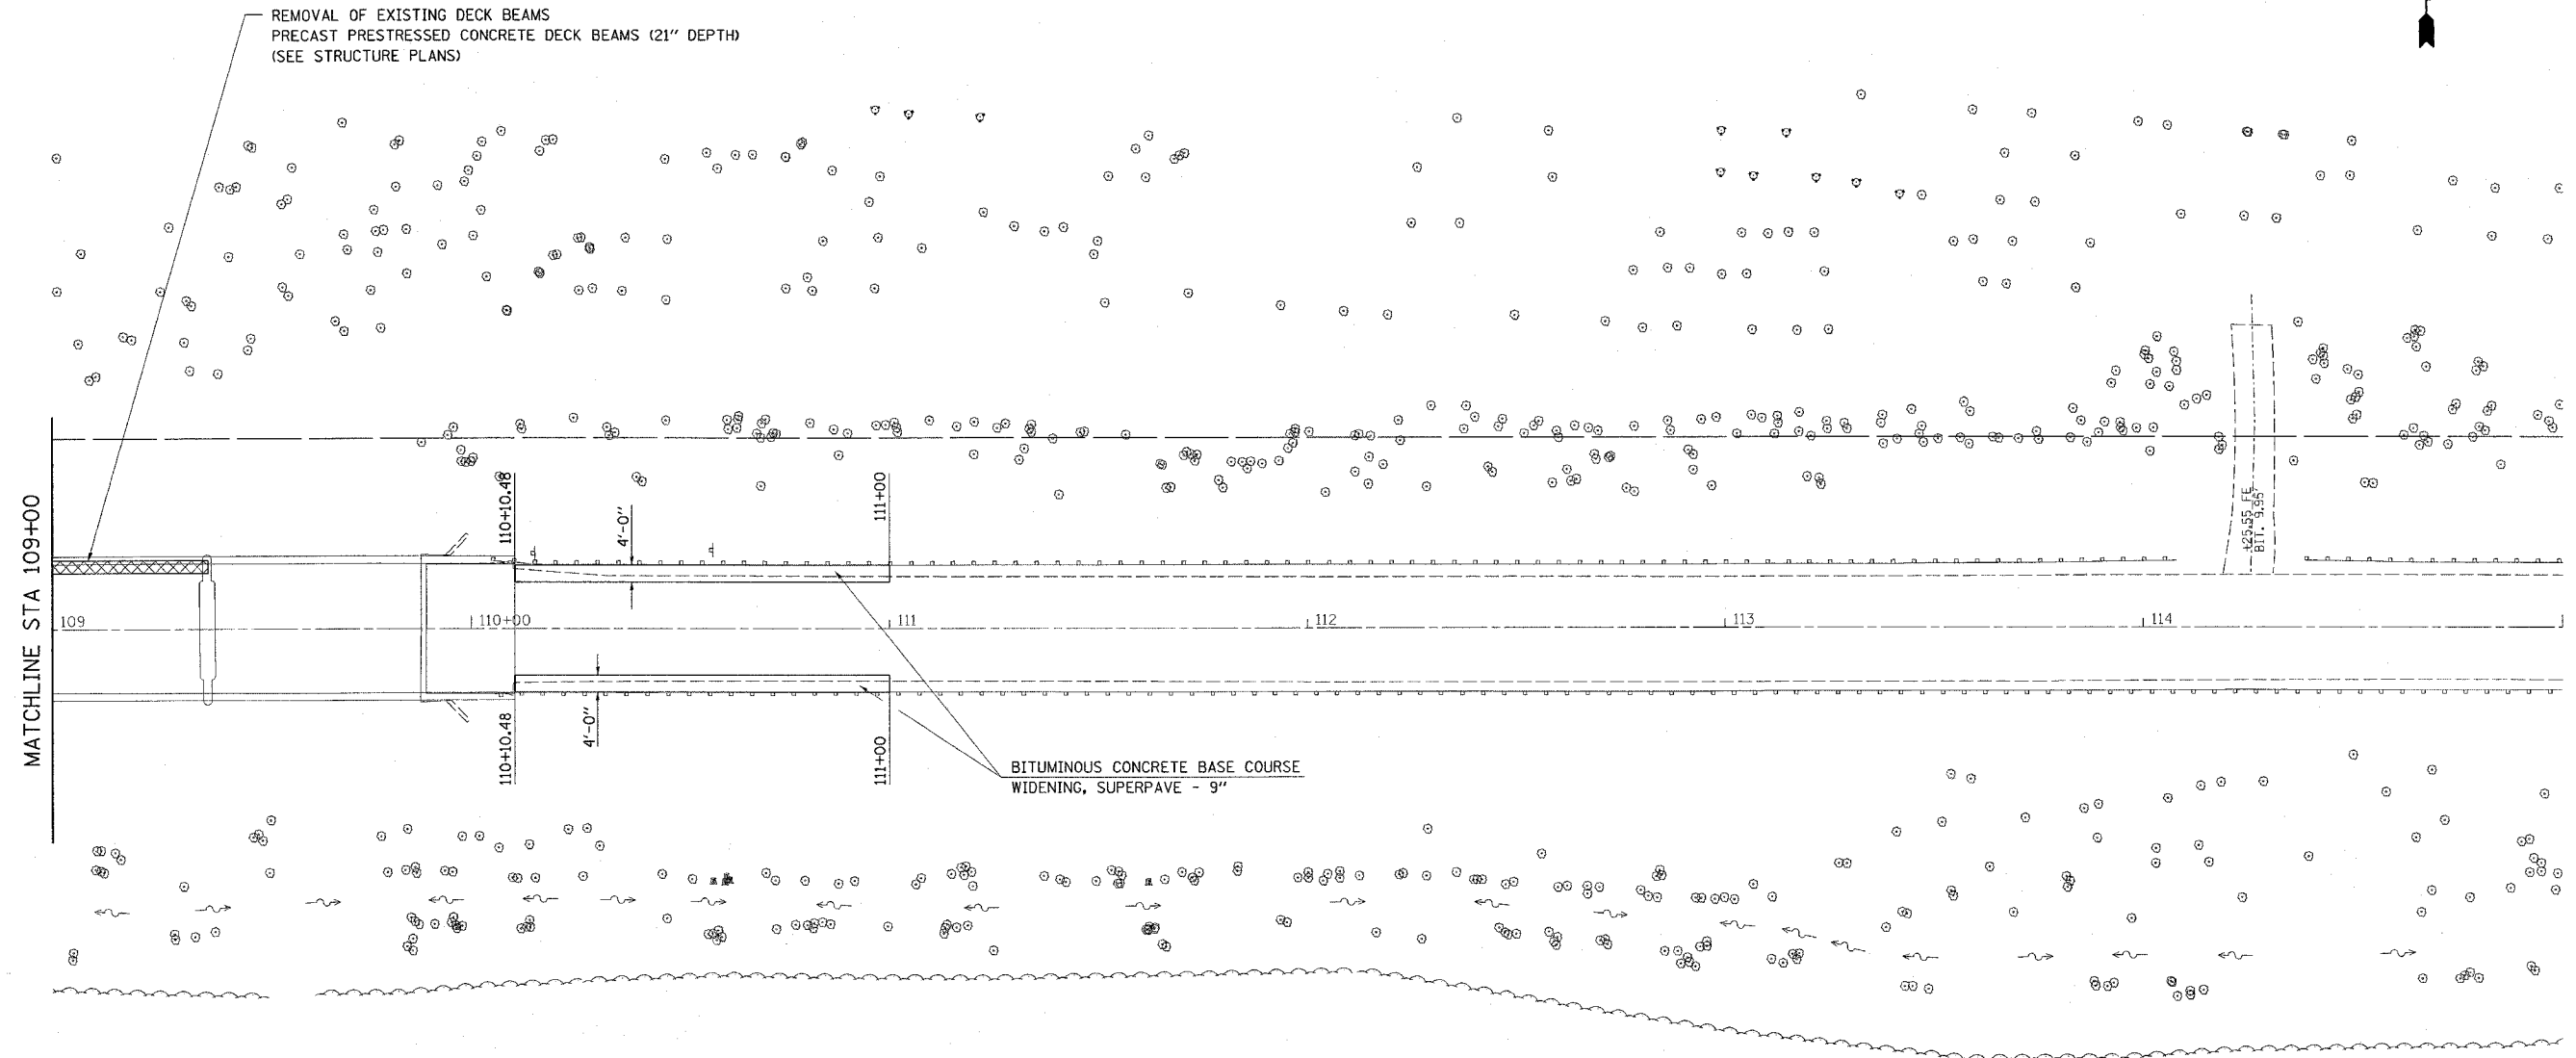 REMOVAL OF EXISTING DECK BEAMS
PRECAST PRESTRESSED CONCRETE DECK BEAMS (21" DEPTH)
(SEE STRUCTURE PLANS)
MATCHLINE STA 109+00
110+10.48
4'-0"
111+00
+25.55 FE
BIT. 9.95'
109
110+00
111
112
113
114
110+10.48
4'-0"
111+00
BITUMINOUS CONCRETE BASE COURSE
WIDENING, SUPERPAVE - 9"